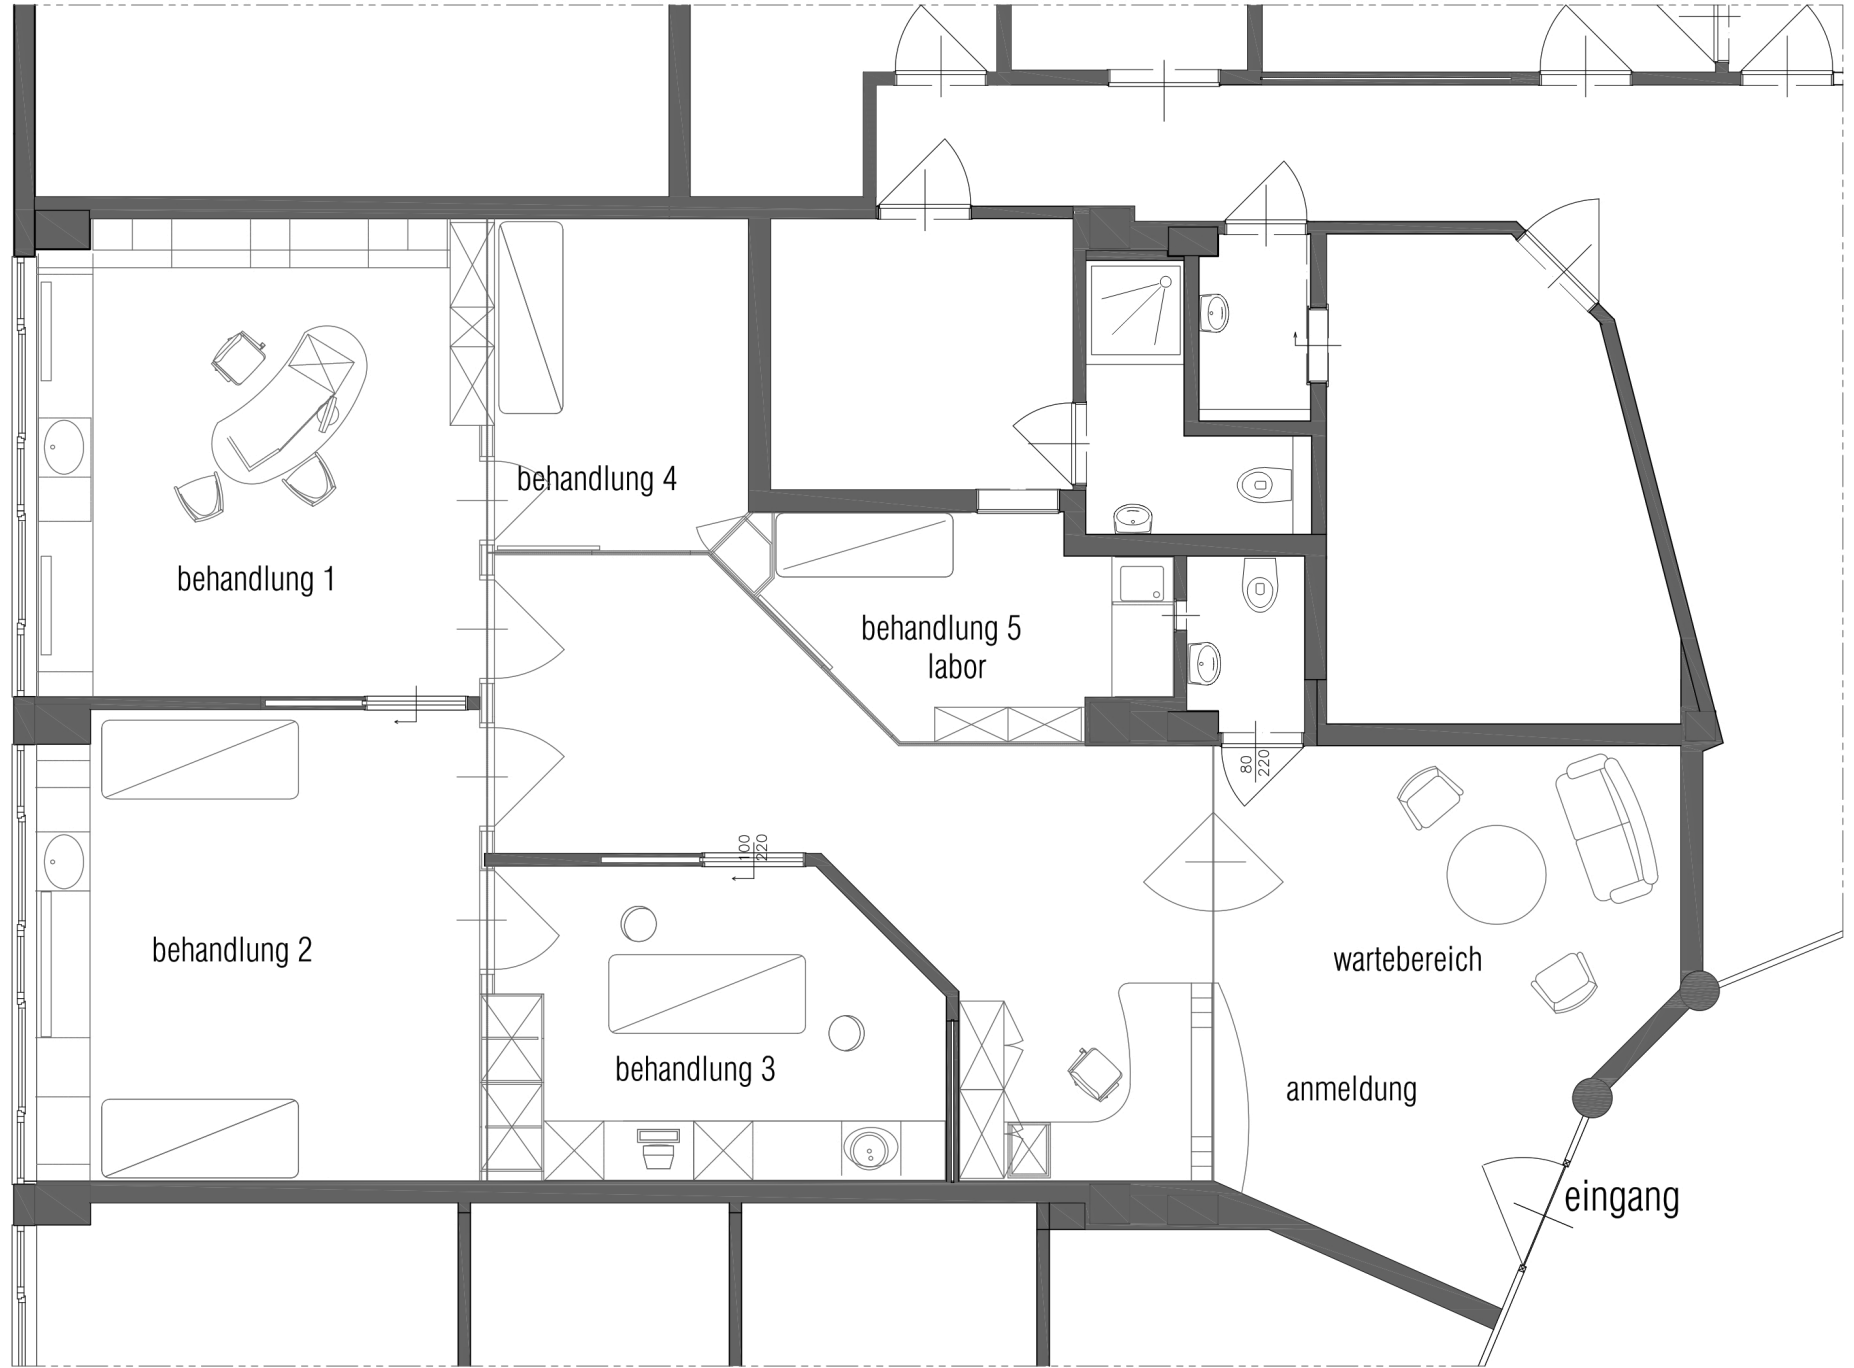 behandlung 4
behandlung 1
behandlung 5
labor
80
220
100
220
behandlung 2
wartebereich
behandlung 3
anmeldung
eingang